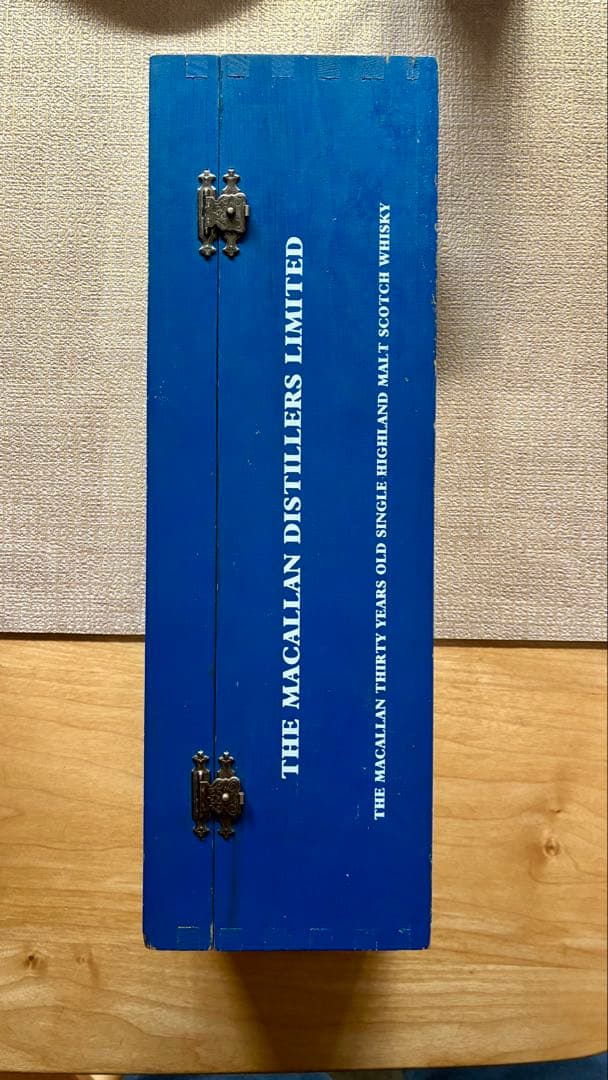 THE MACALLAN DISTILLERS LIMITED
THE MACALLAN THIRTY YEARS OLD SINGLE HIGHLAND MALT SCOTCH WHISKY